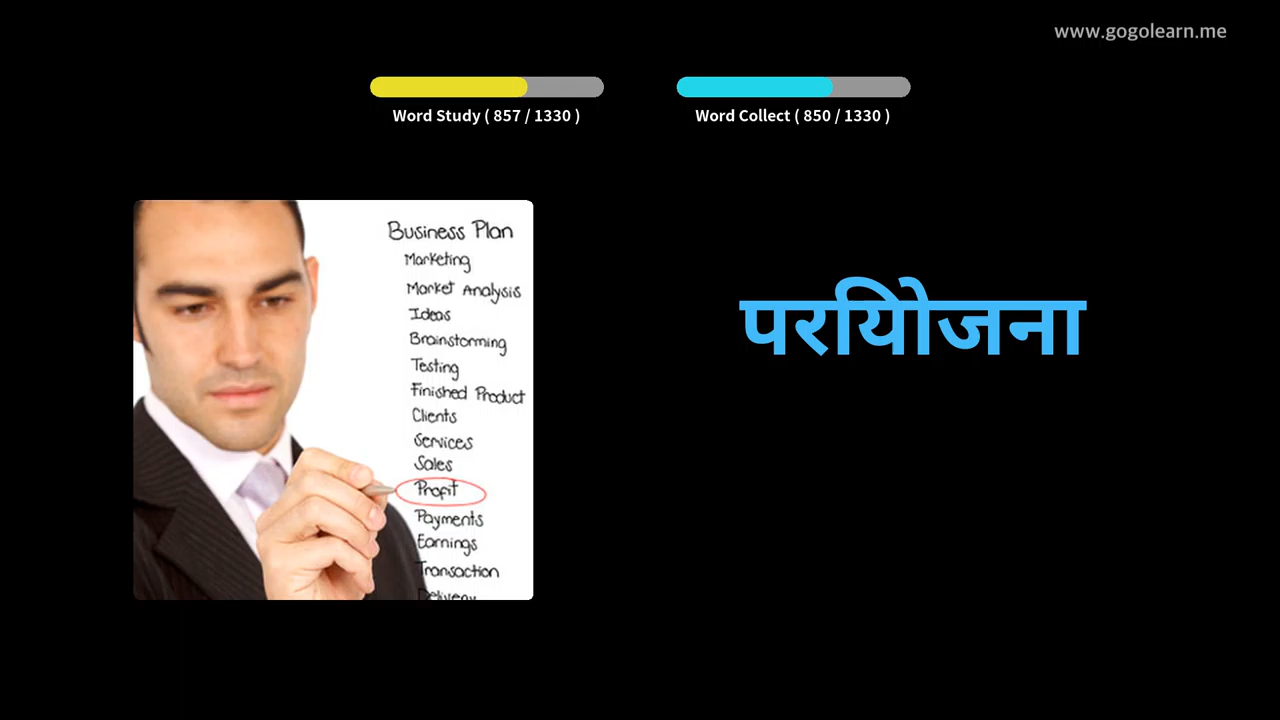 www.gogolearn.me
Word Study ( 857 / 1330 )
Word Collect ( 850 / 1330 )
Business Plan
Marketing
Market Analysis
Ideas
Brainstorming
Testing
Finished Product
Clients
Services
Sales
Profit
Payments
Earnings
Transaction
Delivery
परियोजना